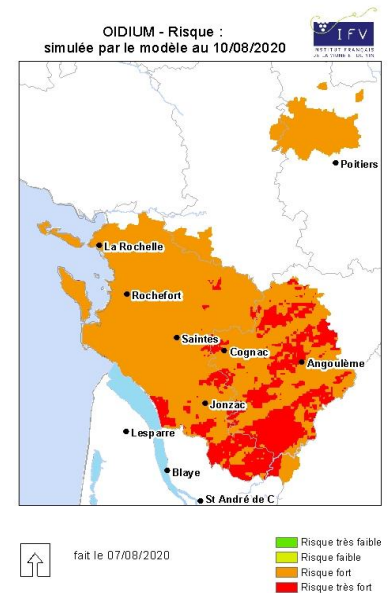 OIDIUM - Risque :
simulée par le modèle au 10/08/2020
IFV
INSTITUT FRANÇAIS
DE LA VIGNE ET DU VIN
Poitiers
La Rochelle
Rochefort
Saintes
Cognac
Angoulême
Jonzac
Lesparre
Blaye
St André de C
fait le 07/08/2020
Risque très faible
Risque faible
Risque fort
Risque très fort